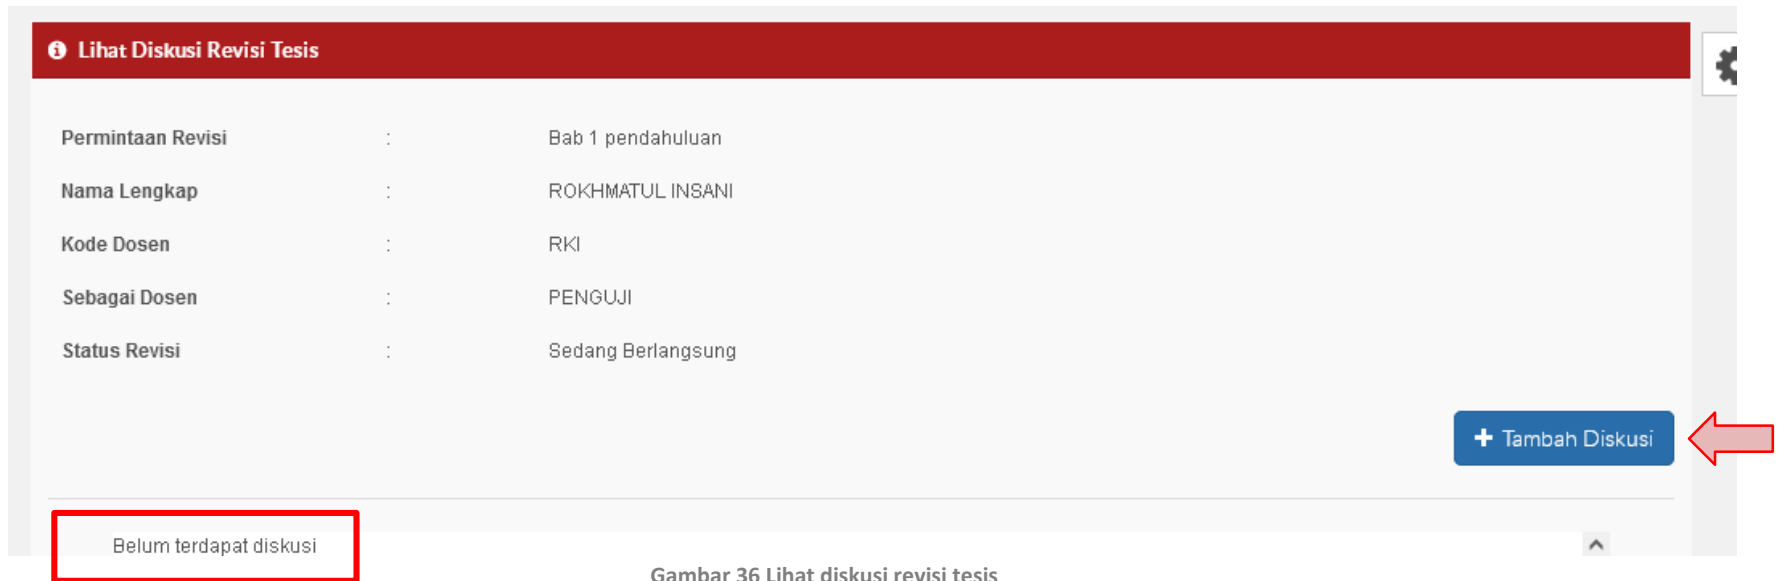 Lihat Diskusi Revisi Tesis
Permintaan Revisi : Bab 1 pendahuluan
Nama Lengkap : ROKHMATUL INSANI
Kode Dosen : RKI
Sebagai Dosen : PENGUJI
Status Revisi : Sedang Berlangsung
+ Tambah Diskusi
Belum terdapat diskusi
Gambar 36 Lihat diskusi revisi tesis